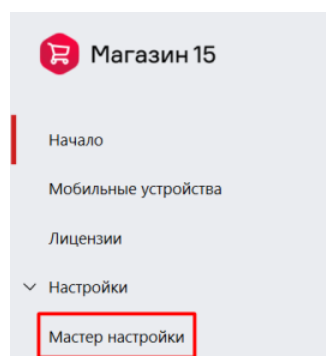 Магазин 15
Начало
Мобильные устройства
Лицензии
Настройки
Мастер настройки